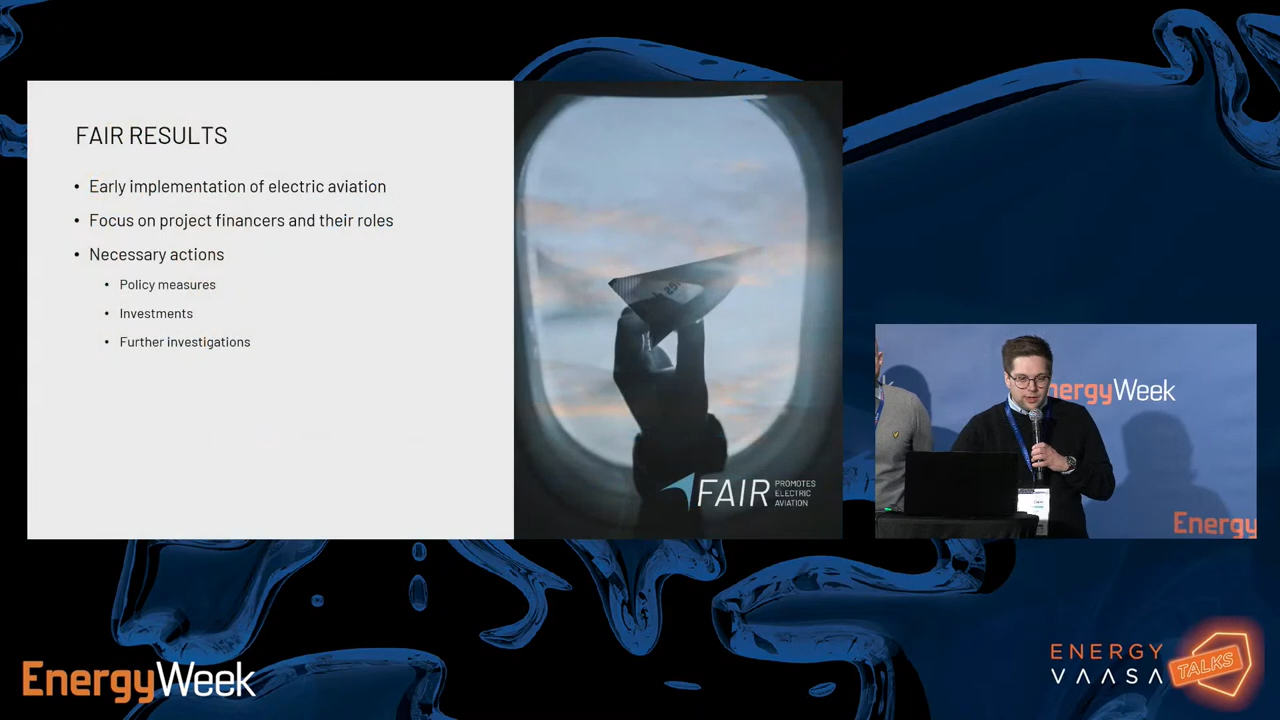 FAIR RESULTS
• Early implementation of electric aviation
• Focus on project financers and their roles
• Necessary actions
• Policy measures
• Investments
• Further investigations
FAIR
PROMOTES
ELECTRIC
AVIATION
nergyWeek
Energy
EnergyWeek
ENERGY
VAASA
TALKS